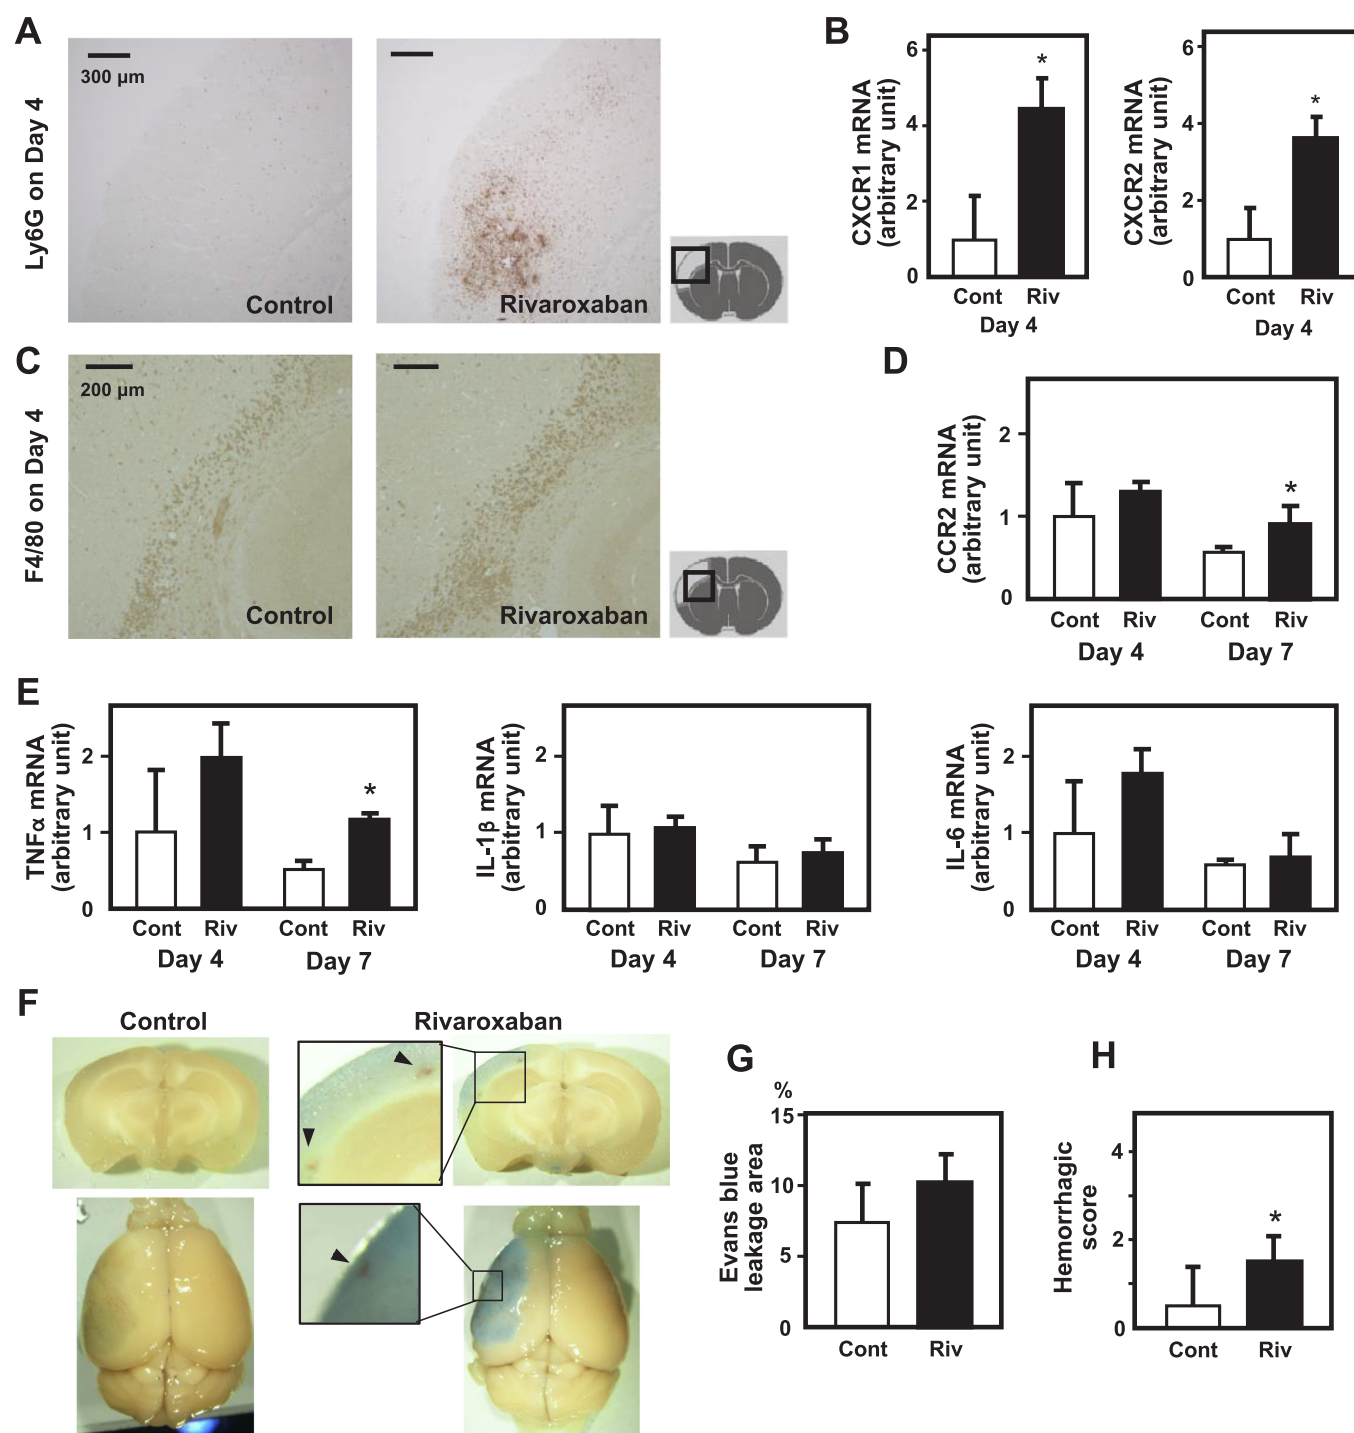 A
Ly6G on Day 4
300 µm
Control
Rivaroxaban
B
CXCR1 mRNA
(arbitrary unit)
6
4
2
0
*
Cont Riv
Day 4
CXCR2 mRNA
(arbitrary unit)
6
4
2
0
*
Cont Riv
Day 4
C
F4/80 on Day 4
200 µm
Control
Rivaroxaban
D
CCR2 mRNA
(arbitrary unit)
2
1
0
*
Cont Riv Cont Riv
Day 4 Day 7
E
TNFα mRNA
(arbitrary unit)
2
1
0
*
Cont Riv Cont Riv
Day 4 Day 7
IL-1β mRNA
(arbitrary unit)
2
1
0
Cont Riv Cont Riv
Day 4 Day 7
IL-6 mRNA
(arbitrary unit)
2
1
0
Cont Riv Cont Riv
Day 4 Day 7
F
Control
Rivaroxaban
G
%
Evans blue
leakage area
15
10
5
0
Cont Riv
H
Hemorrhagic
score
4
2
0
*
Cont Riv